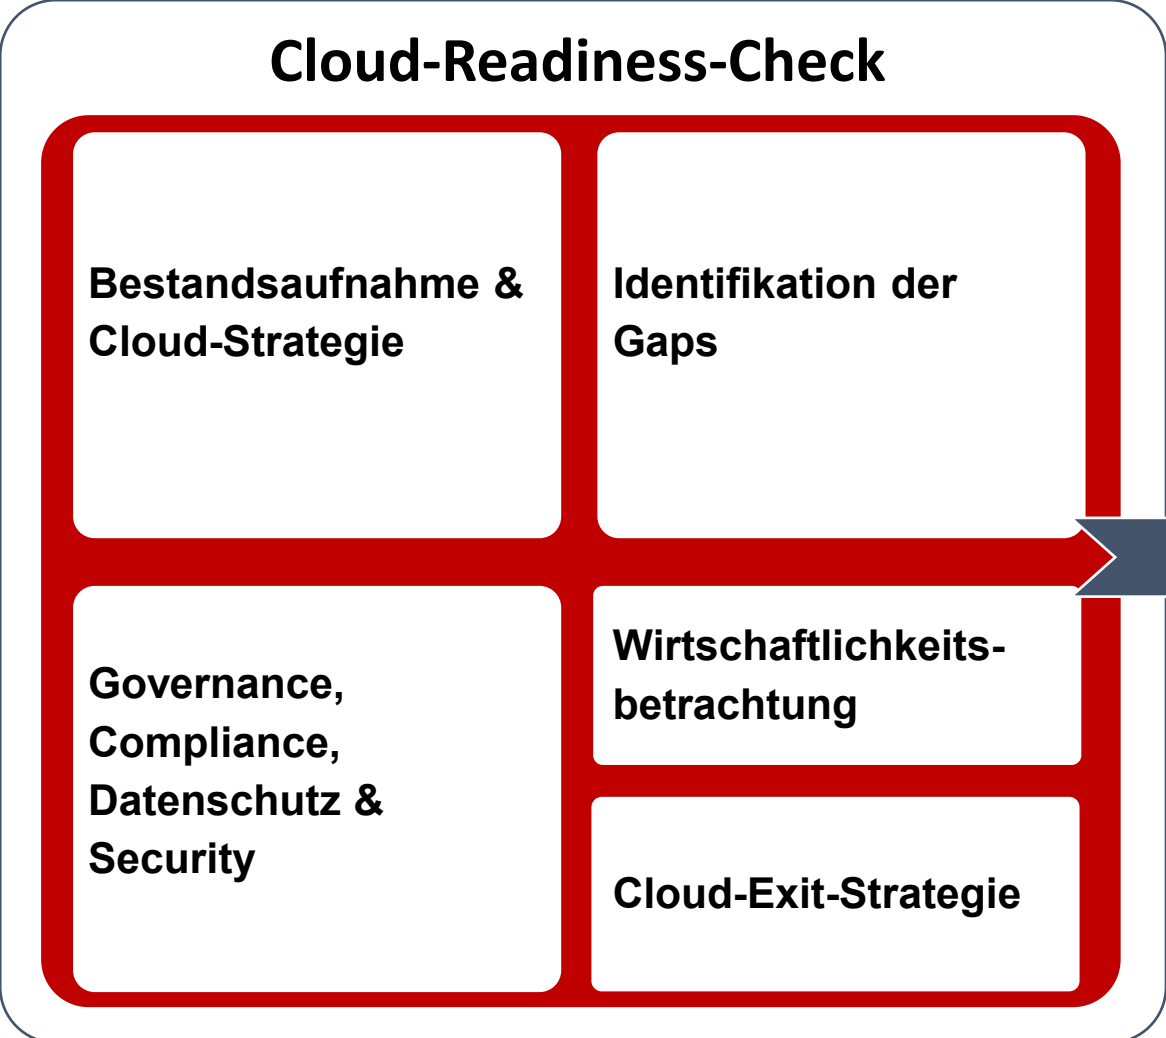 Cloud-Readiness-Check
Bestandsaufnahme &
Cloud-Strategie
Identifikation der
Gaps
Governance,
Compliance,
Datenschutz &
Security
Wirtschaftlichkeits-
betrachtung
Cloud-Exit-Strategie